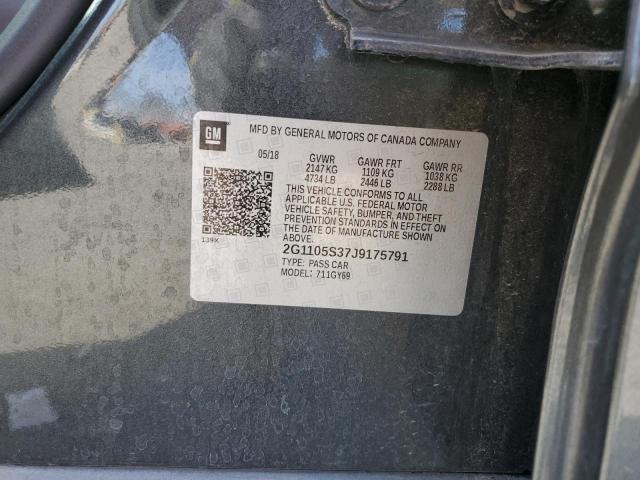 GM
MFD BY GENERAL MOTORS OF CANADA COMPANY
05/18 GVWR GAWR FRT GAWR RR
2147 KG 1109 KG 1038 KG
4734 LB 2446 LB 2288 LB
THIS VEHICLE CONFORMS TO ALL
APPLICABLE U.S. FEDERAL MOTOR
VEHICLE SAFETY, BUMPER, AND THEFT
PREVENTION STANDARDS IN EFFECT ON
THE DATE OF MANUFACTURE SHOWN
ABOVE.
139X
2G1105S37J9175791
TYPE: PASS CAR
MODEL: 711GY69